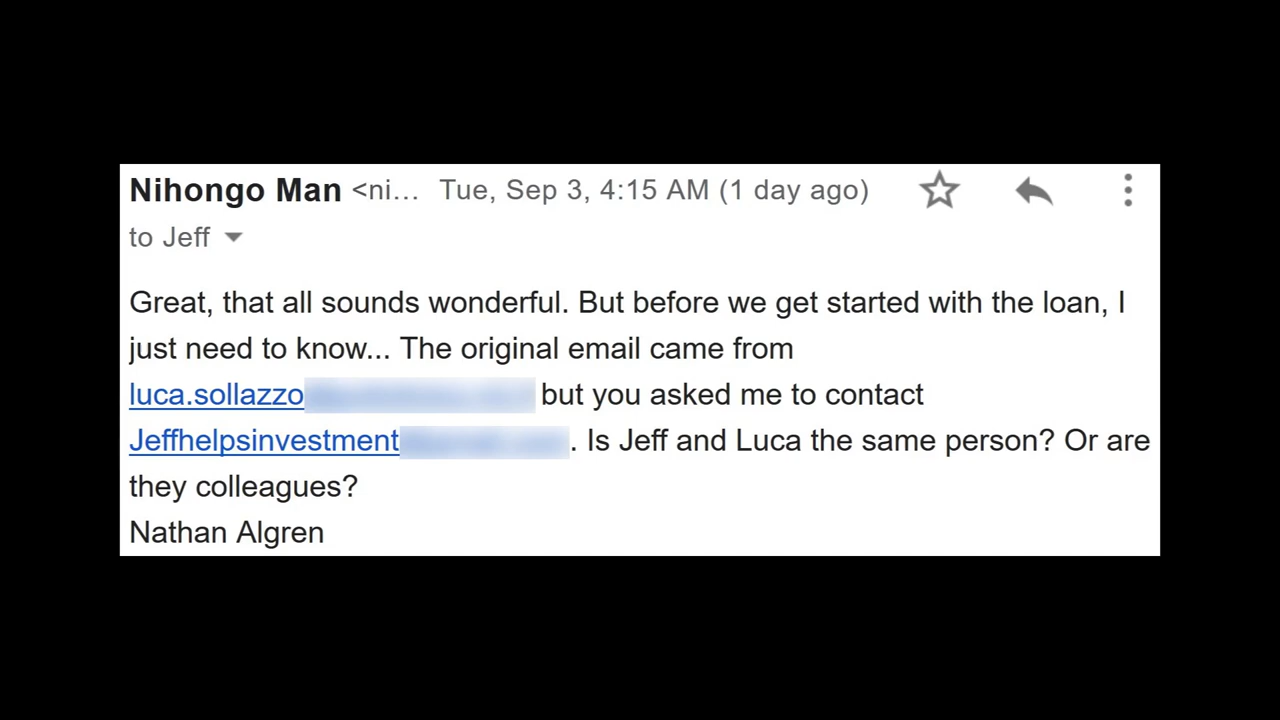 Nihongo Man <ni... Tue, Sep 3, 4:15 AM (1 day ago)
to Jeff
Great, that all sounds wonderful. But before we get started with the loan, I
just need to know... The original email came from
luca.sollazzo but you asked me to contact
Jeffhelpsinvestment . Is Jeff and Luca the same person? Or are
they colleagues?
Nathan Algren